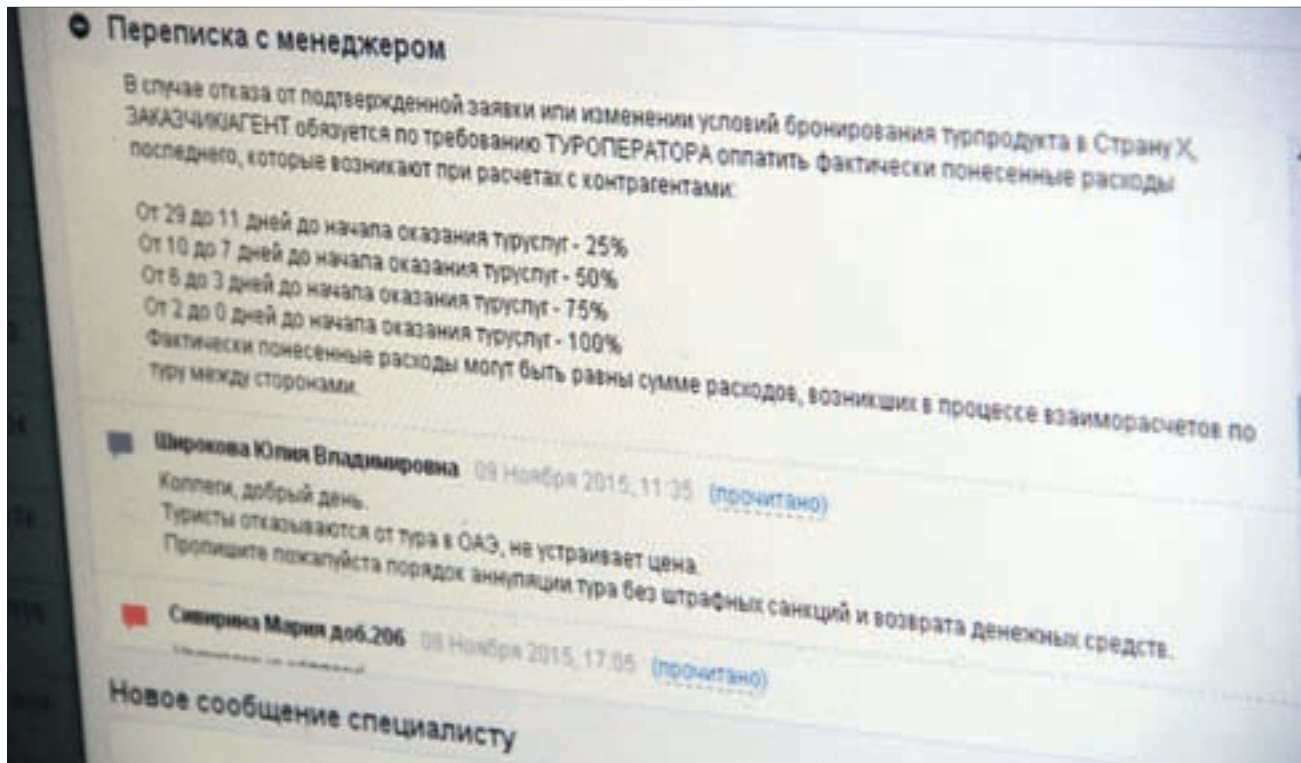 Переписка с менеджером
В случае отказа от подтвержденной заявки или изменении условий бронирования турпродукта в Страну X,
ЗАКАЗЧИК/АГЕНТ обязуется по требованию ТУРОПЕРАТОРА оплатить фактически понесенные расходы
последнего, которые возникают при расчетах с контрагентами:
От 29 до 11 дней до начала оказания туруслуг - 25%
От 10 до 7 дней до начала оказания туруслуг - 50%
От 6 до 3 дней до начала оказания туруслуг - 75%
От 2 до 0 дней до начала оказания туруслуг - 100%
Фактически понесенные расходы могут быть равны сумме расходов, возникших в процессе взаиморасчетов по
туру между сторонами.
Широкова Юлия Владимировна 09 Ноября 2015, 11:35 (прочитано)
Коллеги, добрый день.
Туристы отказываются от тура в ОАЭ, не устраивает цена.
Пропишите пожалуйста порядок аннуляции тура без штрафных санкций и возврата денежных средств.
Сивирина Мария доб.206 08 Ноября 2015, 17:05 (прочитано)
Новое сообщение специалисту